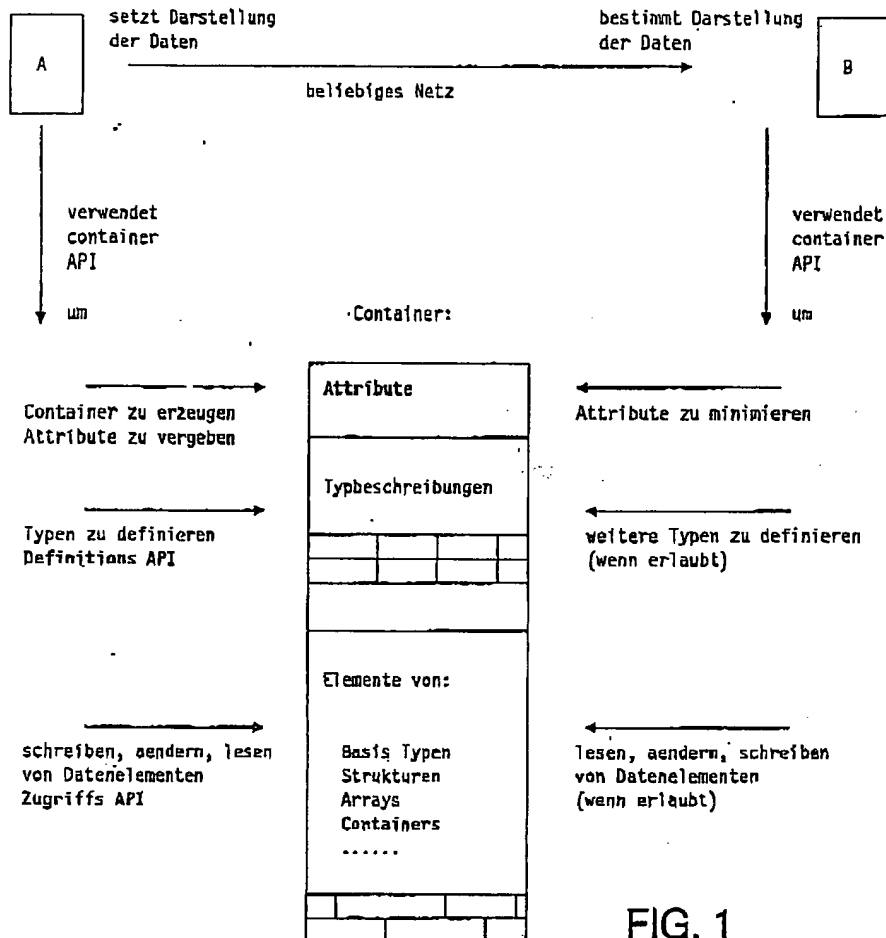 setzt Darstellung
der Daten
bestimmt Darstellung
der Daten
A
B
beliebiges Netz
verwendet
container
API
um
verwendet
container
API
um
Container:
Attribute
Container zu erzeugen
Attribute zu vergeben
Attribute zu minimieren
Typbeschreibungen
Typen zu definieren
Definitions API
weitere Typen zu definieren
(wenn erlaubt)
Elemente von:
schreiben, aendern, lesen
von Datenelementen
Zugriffs API
Basis Typen
Strukturen
Arrays
Containers
......
lesen, aendern, schreiben
von Datenelementen
(wenn erlaubt)
FIG. 1